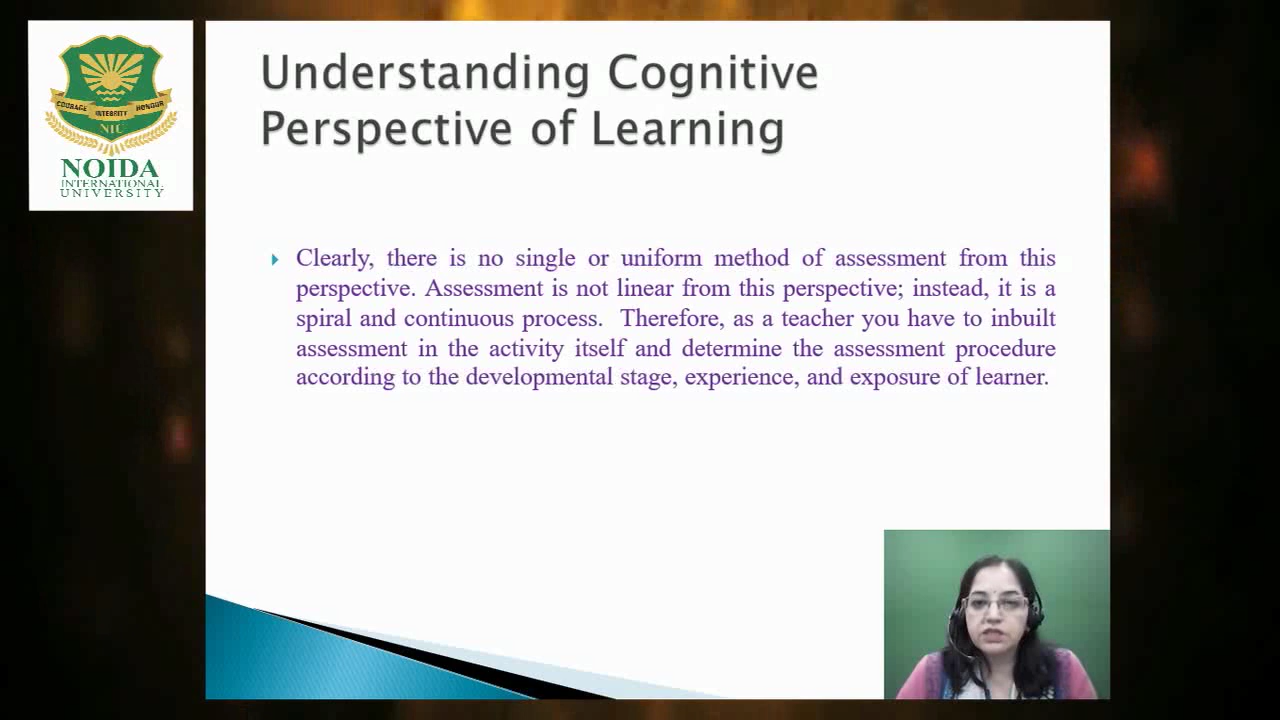 COURAGE INTEGRITY HONOUR
NIU
NOIDA
INTERNATIONAL
UNIVERSITY
Understanding Cognitive
Perspective of Learning
Clearly, there is no single or uniform method of assessment from this
perspective. Assessment is not linear from this perspective; instead, it is a
spiral and continuous process. Therefore, as a teacher you have to inbuilt
assessment in the activity itself and determine the assessment procedure
according to the developmental stage, experience, and exposure of learner.